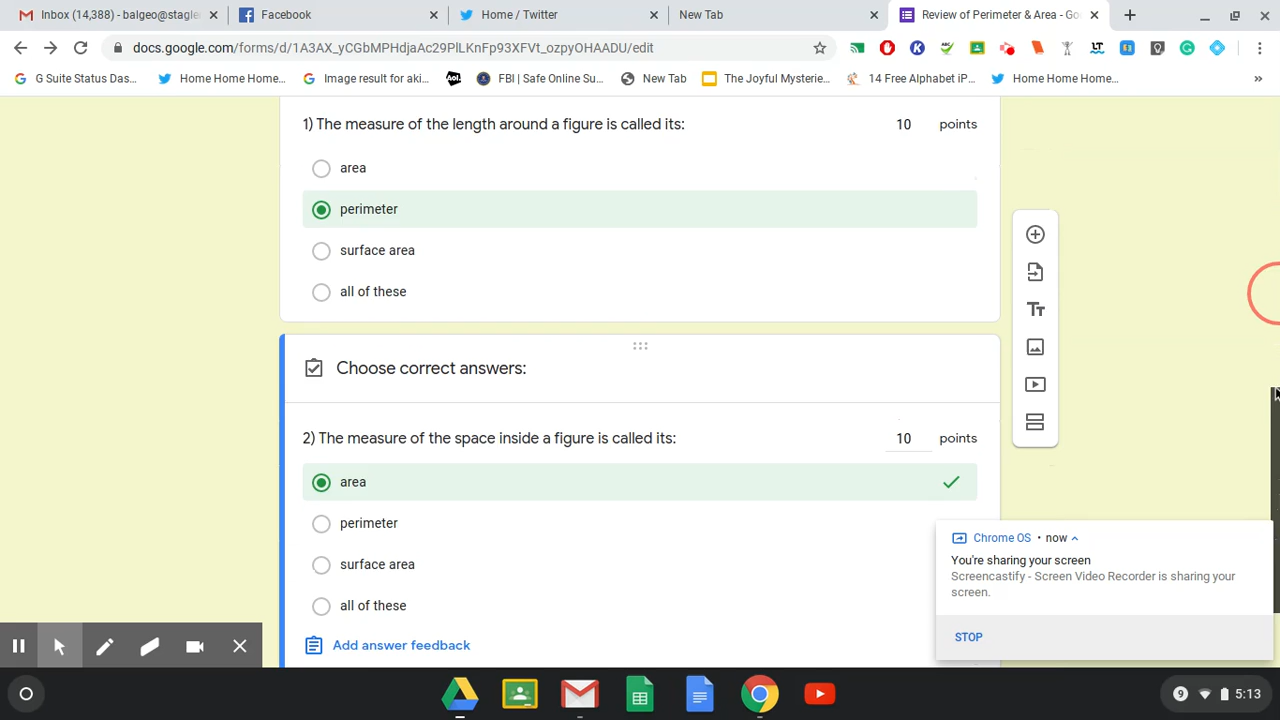 Inbox (14,388) - balgeo@stagler
Facebook
Home / Twitter
New Tab
Review of Perimeter & Area - Go
docs.google.com/forms/d/1A3AX_yCGbMPHdjaAc29PlLKnFp93XFVt_ozpyOHAADU/edit
G Suite Status Das...
Home Home Home...
Image result for aki...
Aol.
FBI | Safe Online Su...
New Tab
The Joyful Mysterie...
14 Free Alphabet iP...
Home Home Home...
»
1) The measure of the length around a figure is called its:
10 points
area
perimeter
surface area
all of these
Choose correct answers:
2) The measure of the space inside a figure is called its:
10 points
area
perimeter
surface area
all of these
Add answer feedback
Chrome OS • now
You're sharing your screen
Screencastify - Screen Video Recorder is sharing your
screen.
STOP
9
5:13